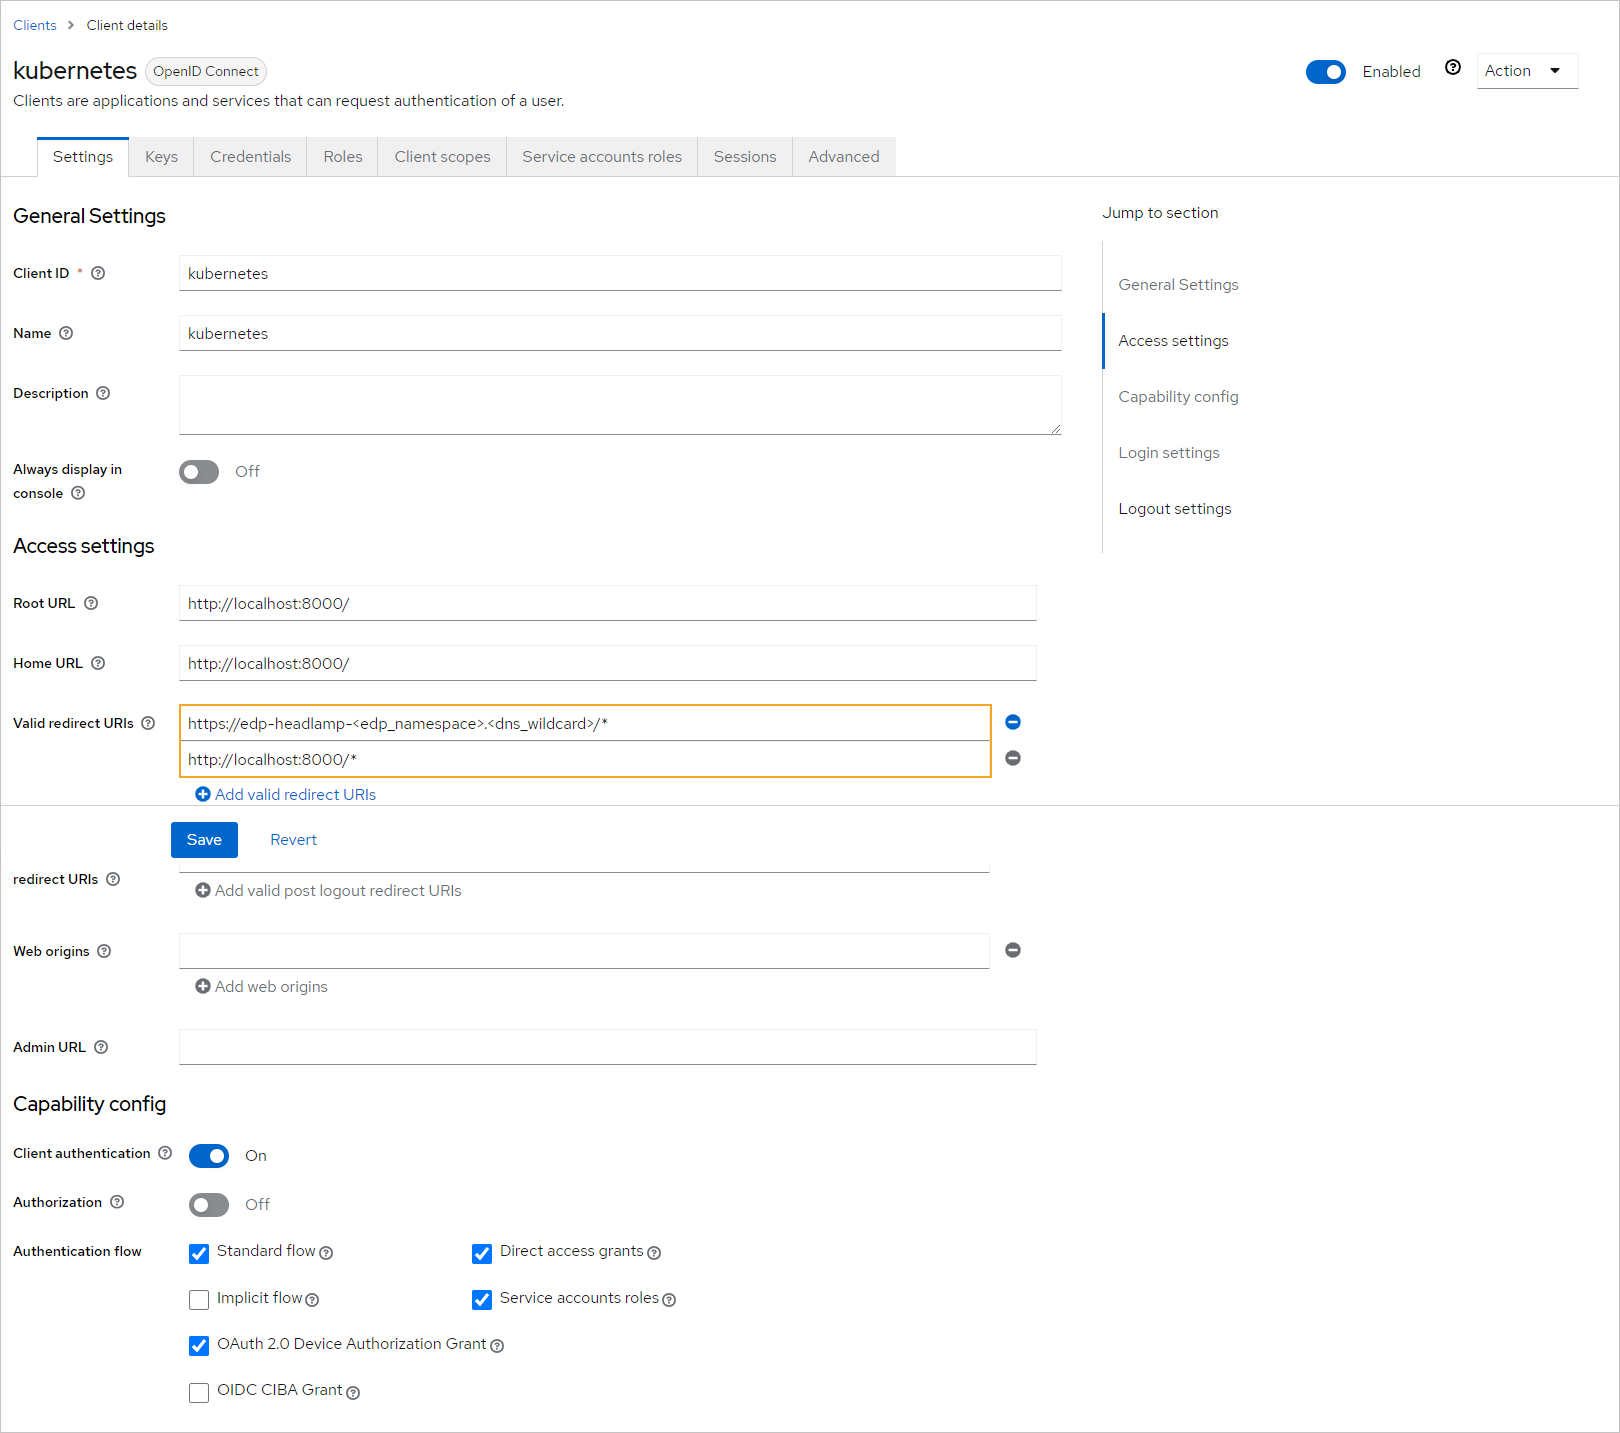 Clients > Client details
kubernetes OpenID Connect
Enabled Action
Clients are applications and services that can request authentication of a user.
Settings Keys Credentials Roles Client scopes Service accounts roles Sessions Advanced
General Settings
Jump to section
Client ID * kubernetes
General Settings
Name kubernetes
Access settings
Description
Capability config
Always display in console Off
Login settings
Logout settings
Access settings
Root URL http://localhost:8000/
Home URL http://localhost:8000/
Valid redirect URIs https://edp-headlamp-<edp_namespace>.<dns_wildcard>/*
http://localhost:8000/*
Add valid redirect URIs
Save Revert
redirect URIs
Add valid post logout redirect URIs
Web origins
Add web origins
Admin URL
Capability config
Client authentication On
Authorization Off
Authentication flow Standard flow Direct access grants
Implicit flow Service accounts roles
OAuth 2.0 Device Authorization Grant
OIDC CIBA Grant